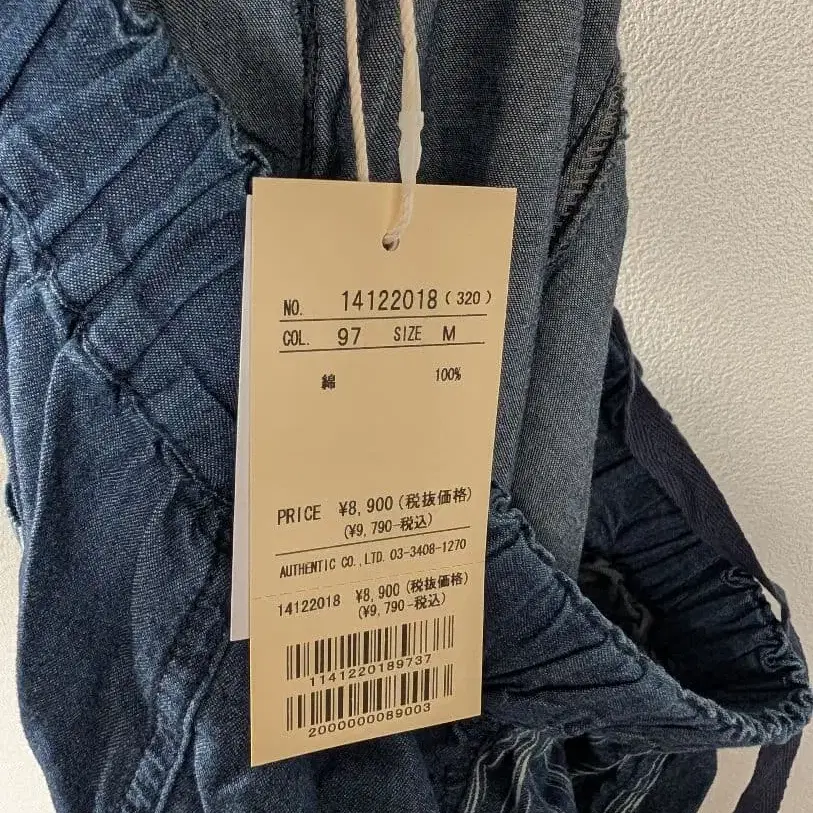 NO. 14122018 (320)
COL. 97 SIZE M
綿 100%
PRICE ¥8,900 (税抜価格)
(¥9,790-税込)
AUTHENTIC CO.,LTD. 03-3408-1270
14122018 ¥8,900 (税抜価格)
(¥9,790-税込)
1141220189737
2000000089003